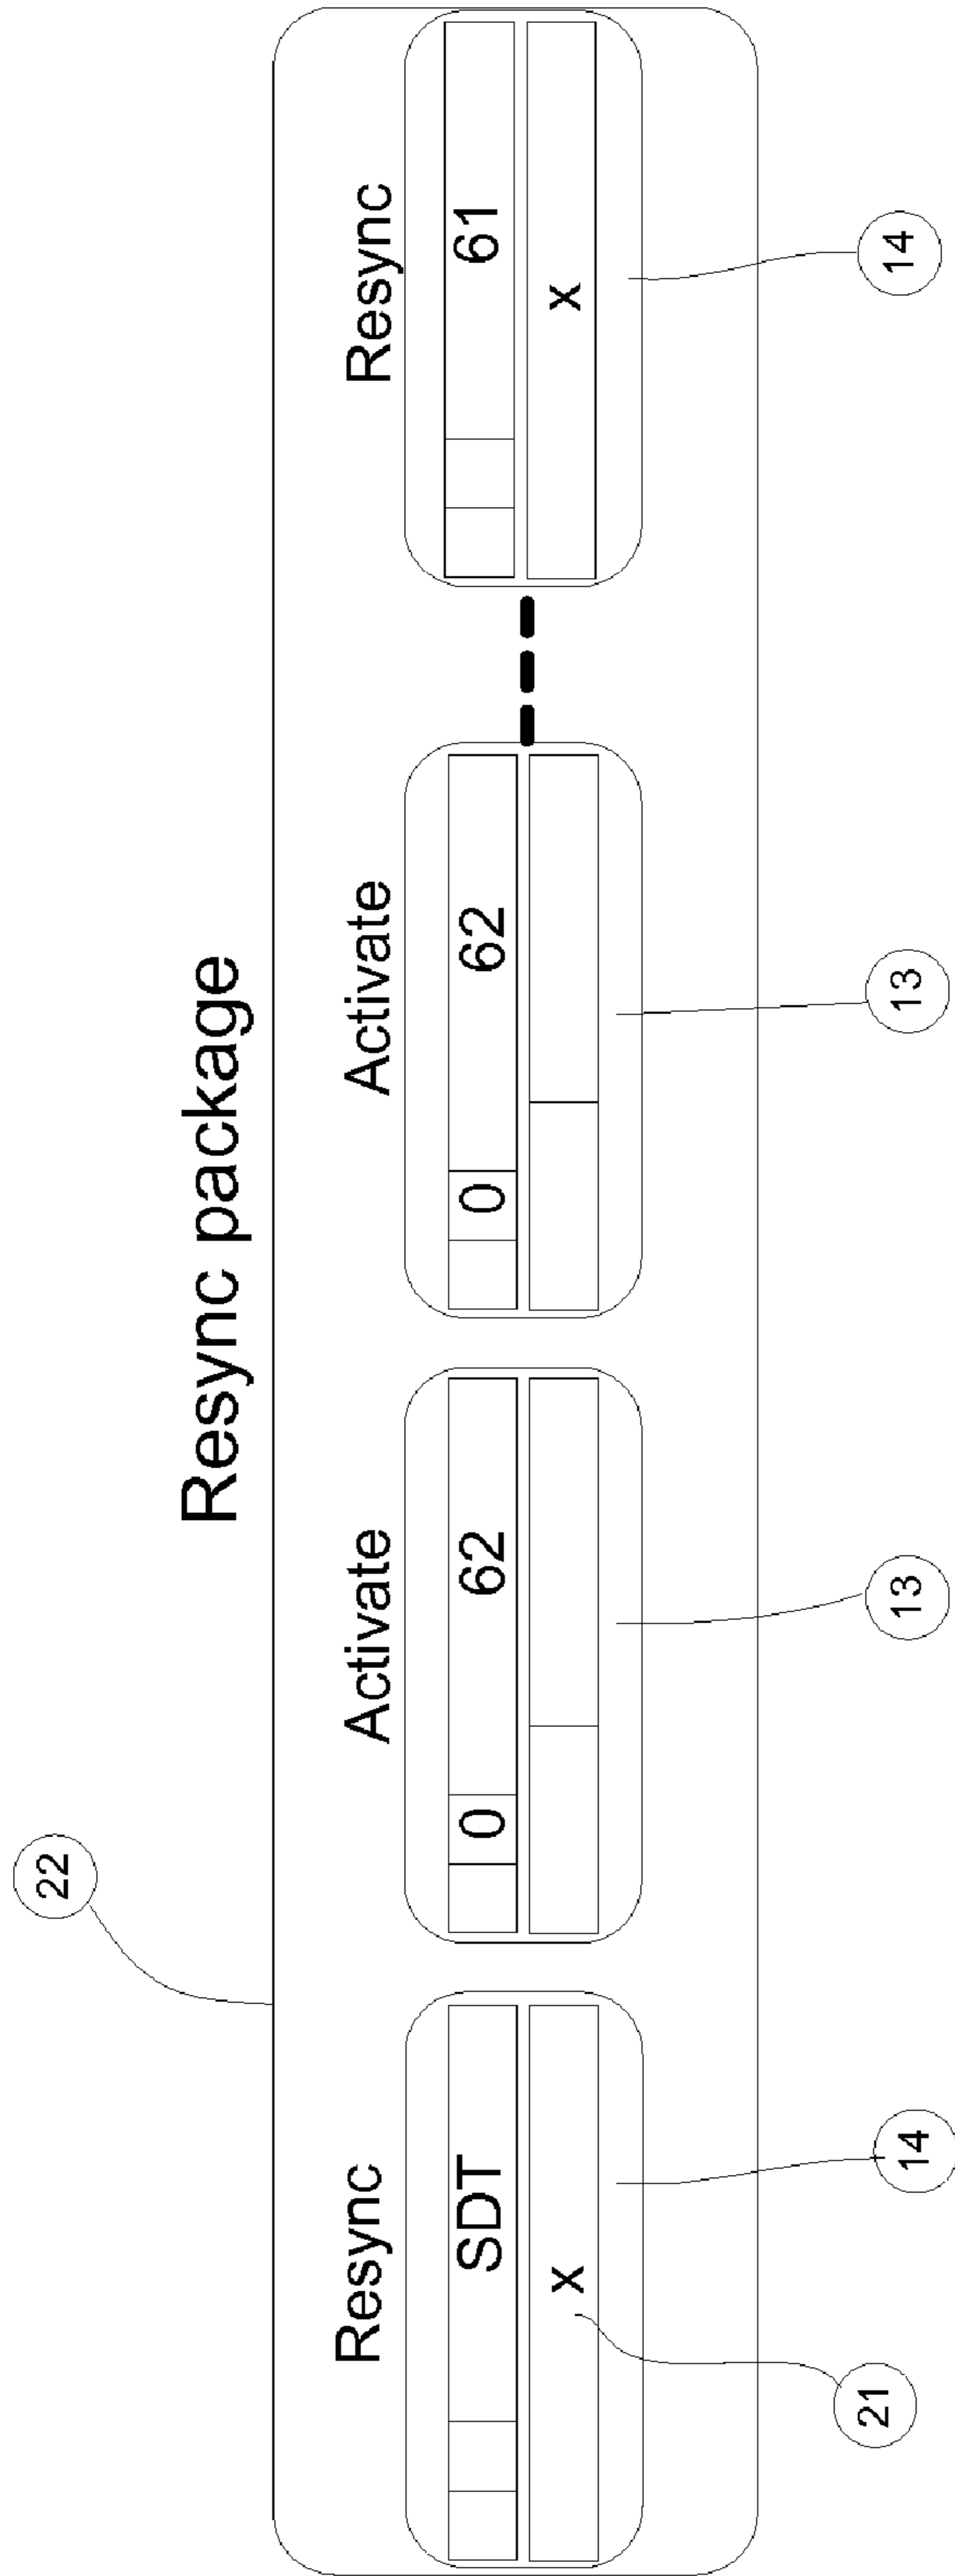 Resync package
22
Resync
Activate
Activate
Resync
SDT
0
62
0
62
61
x
x
21
14
13
13
14